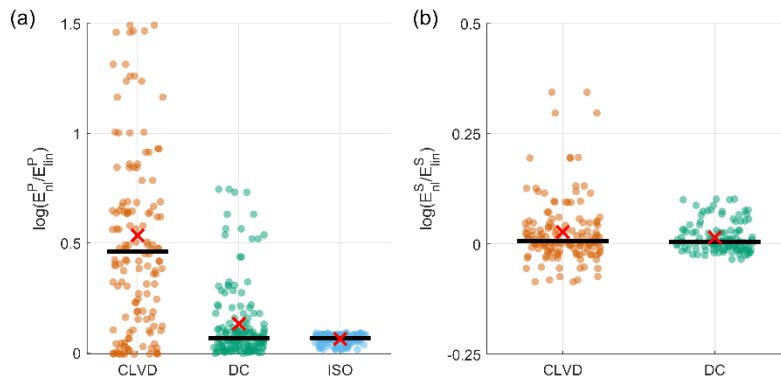 (a)
1.5
1
0.5
0
log(E^P_nl/E^P_lin)
CLVD
DC
ISO
(b)
0.5
0.25
0
-0.25
log(E^S_nl/E^S_lin)
CLVD
DC